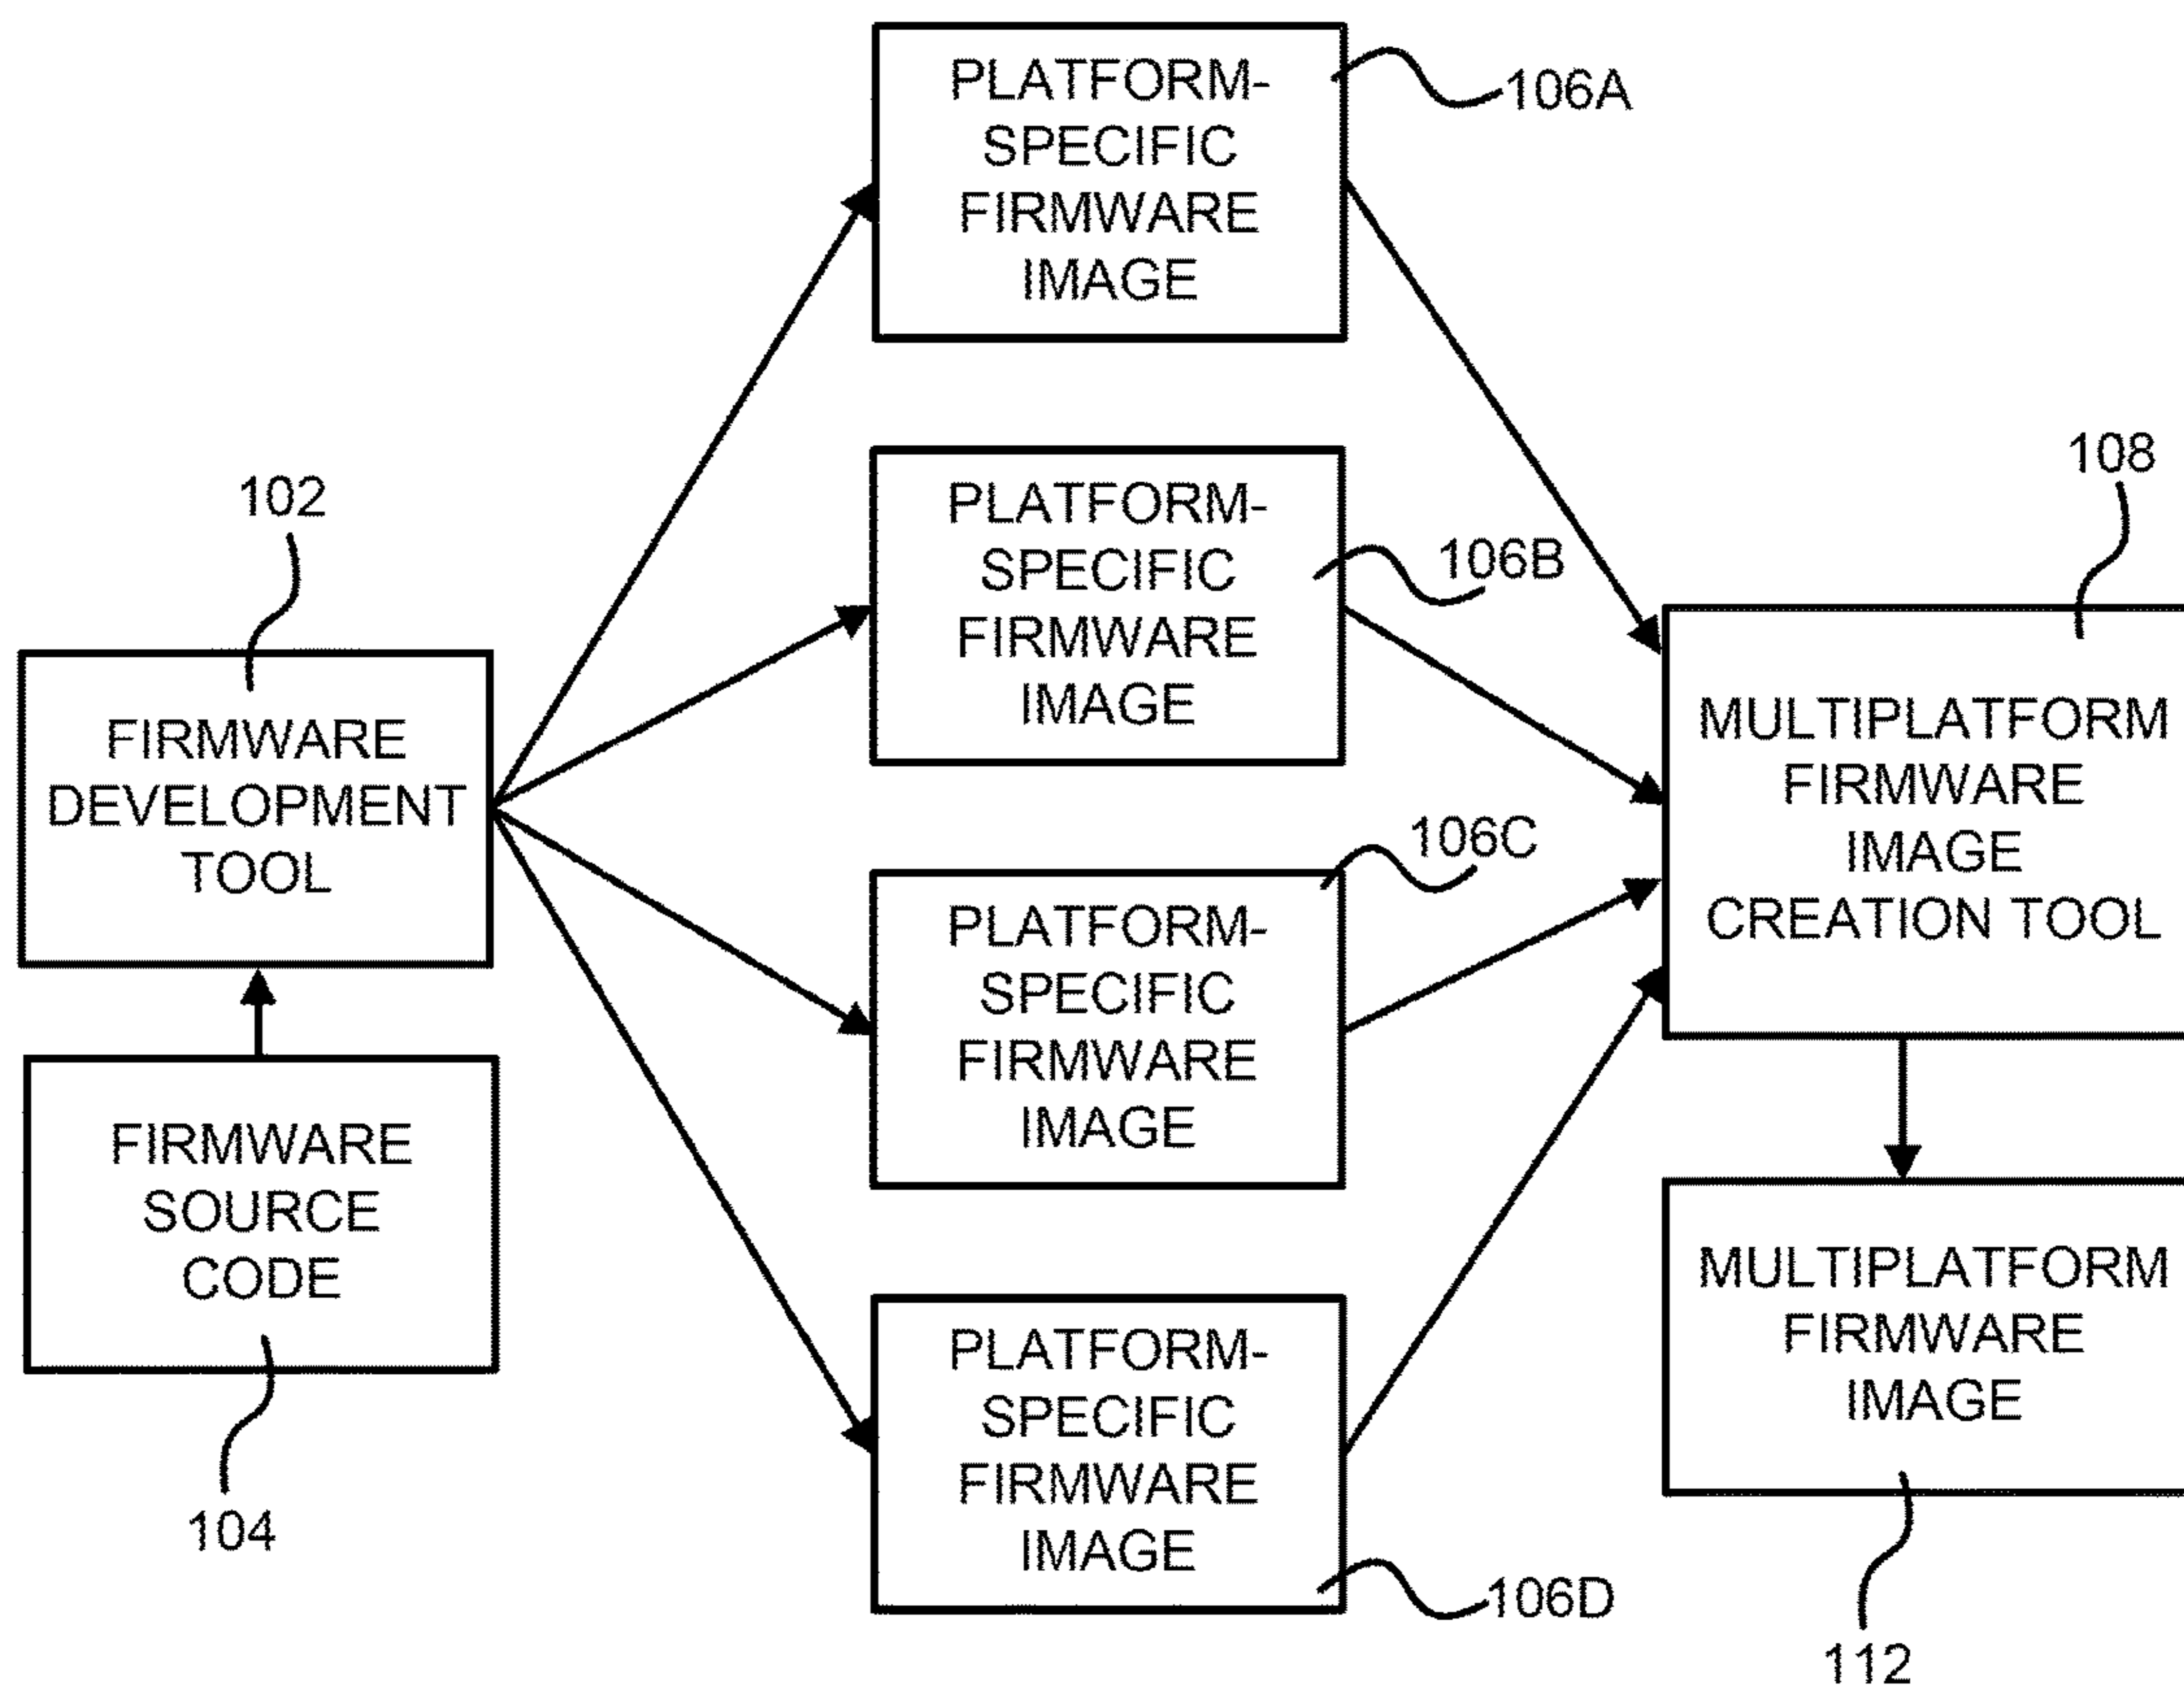 PLATFORM-
SPECIFIC
FIRMWARE
IMAGE
106A
PLATFORM-
SPECIFIC
FIRMWARE
IMAGE
106B
108
102
FIRMWARE
DEVELOPMENT
TOOL
MULTIPLATFORM
FIRMWARE
IMAGE
CREATION TOOL
106C
PLATFORM-
SPECIFIC
FIRMWARE
IMAGE
FIRMWARE
SOURCE
CODE
104
MULTIPLATFORM
FIRMWARE
IMAGE
112
PLATFORM-
SPECIFIC
FIRMWARE
IMAGE
106D